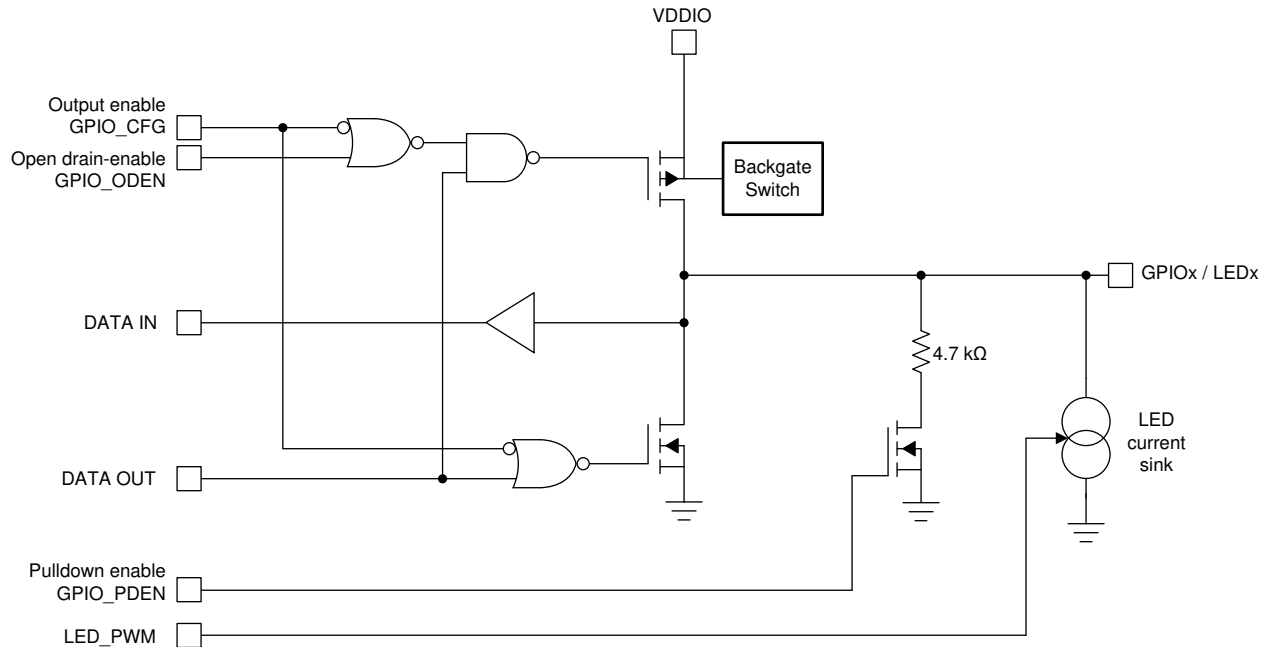 VDDIO
Output enable
GPIO_CFG
Open drain-enable
GPIO_ODEN
Backgate
Switch
GPIOx / LEDx
DATA IN
4.7 kΩ
LED
current
sink
DATA OUT
Pulldown enable
GPIO_PDEN
LED_PWM